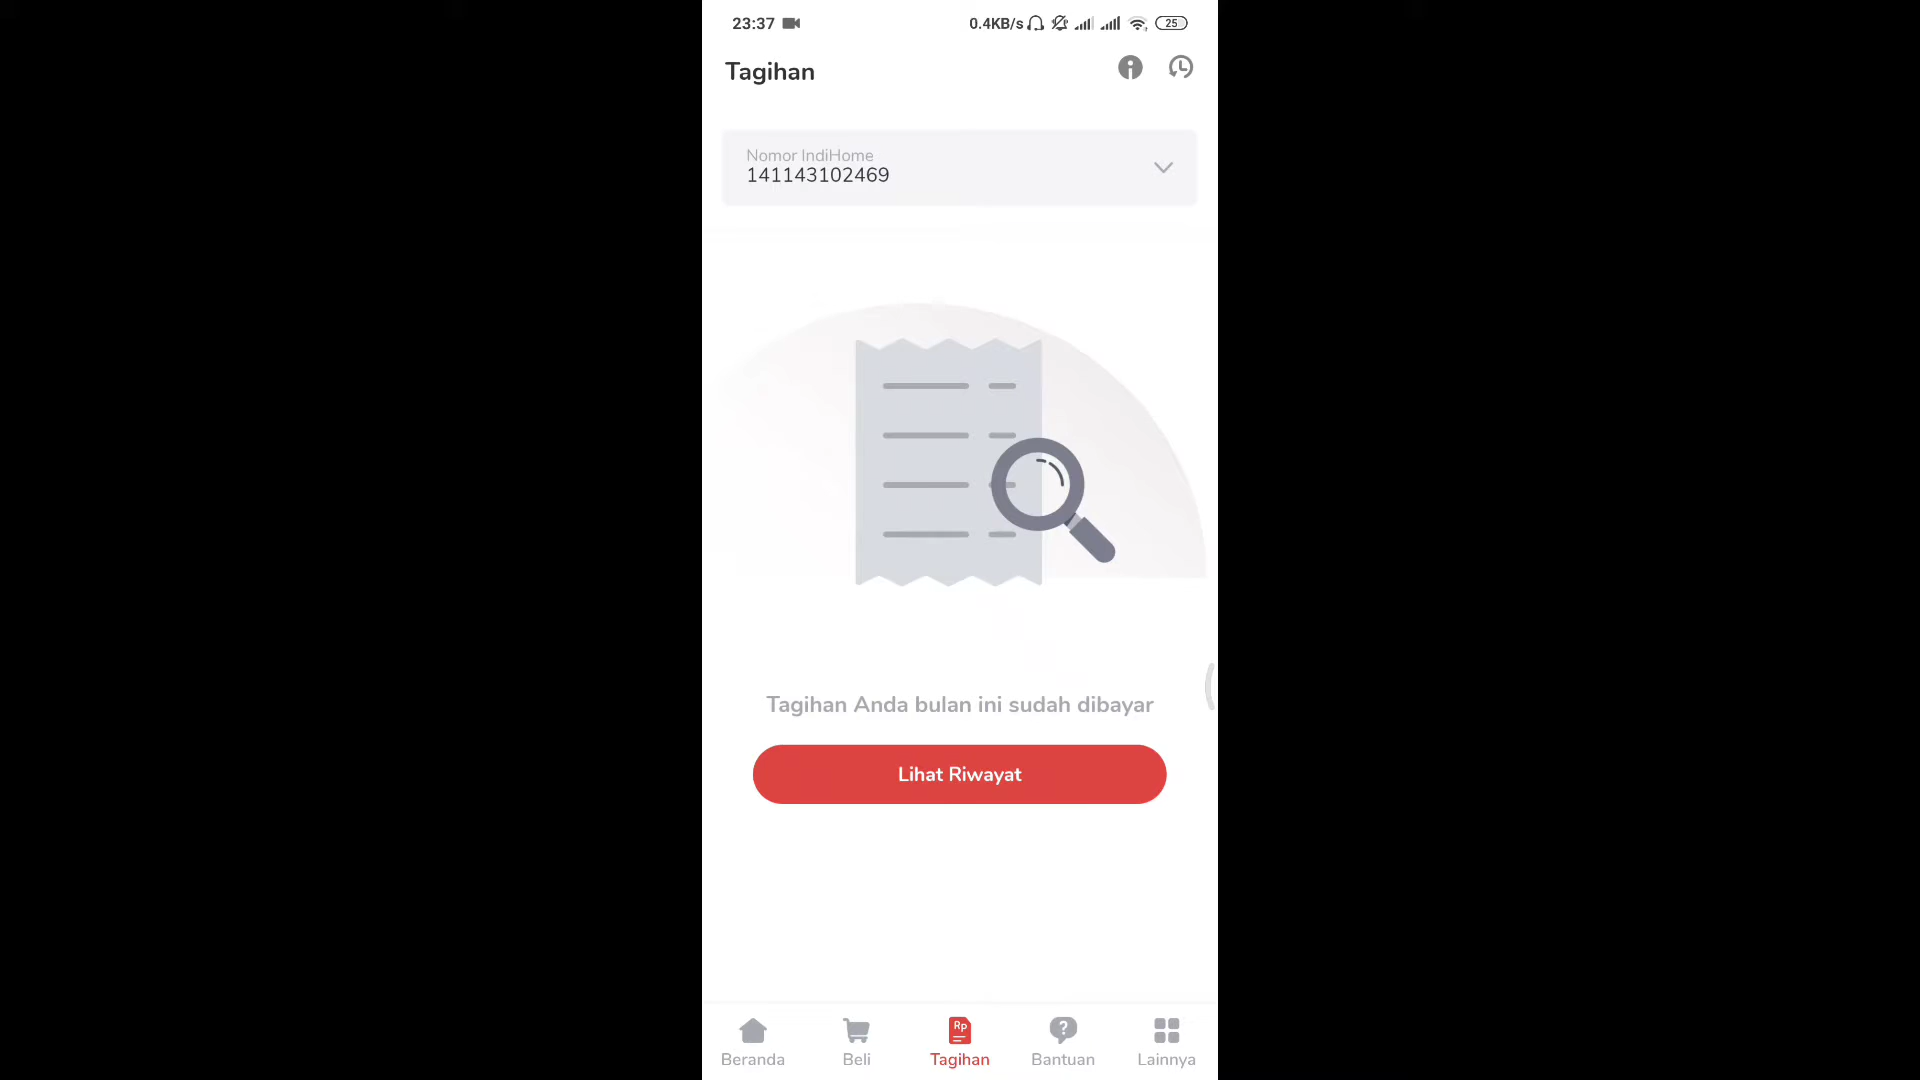 23:37
0.4KB/s
25
Tagihan
Nomor IndiHome
141143102469
Tagihan Anda bulan ini sudah dibayar
Lihat Riwayat
Rp
Beranda
Beli
Tagihan
Bantuan
Lainnya